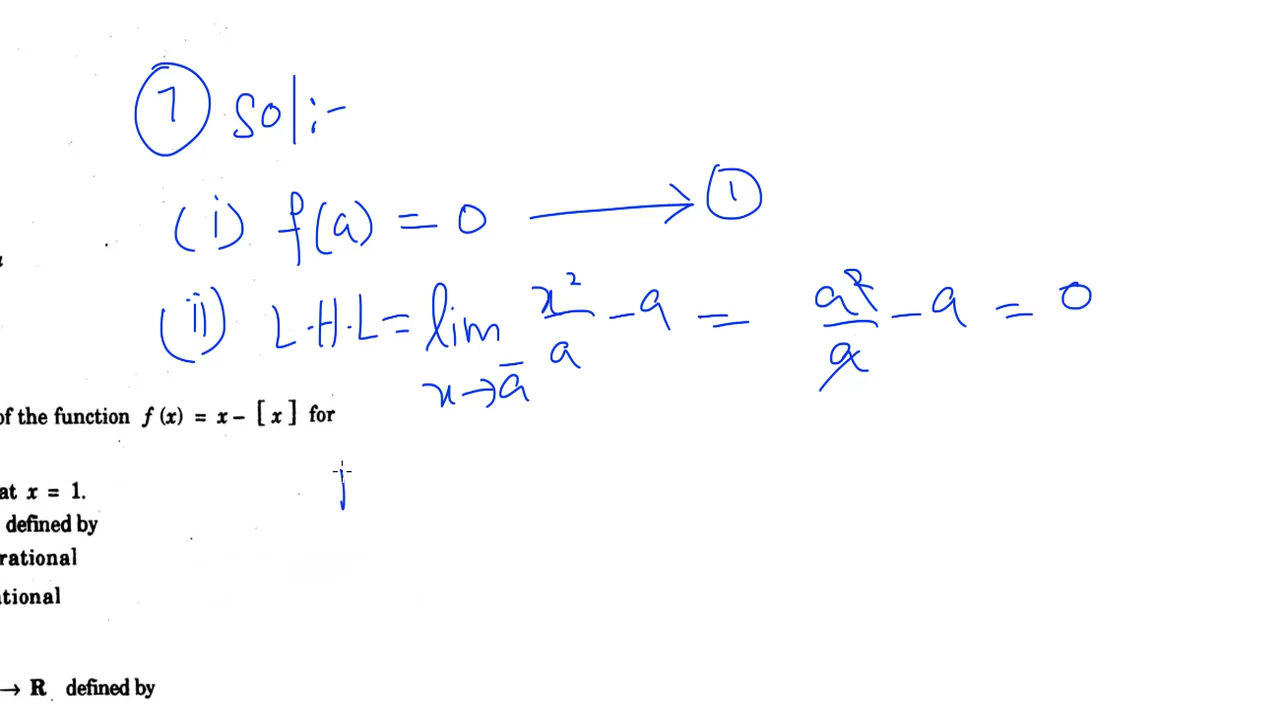 7 Sol:-
(i) f(a) = 0 → 1
(ii) L.H.L = lim x→a⁻ x²/a - a = a²/a - a = 0
of the function f (x) = x – [x] for
at x = 1.
defined by
rational
ational
→ R defined by